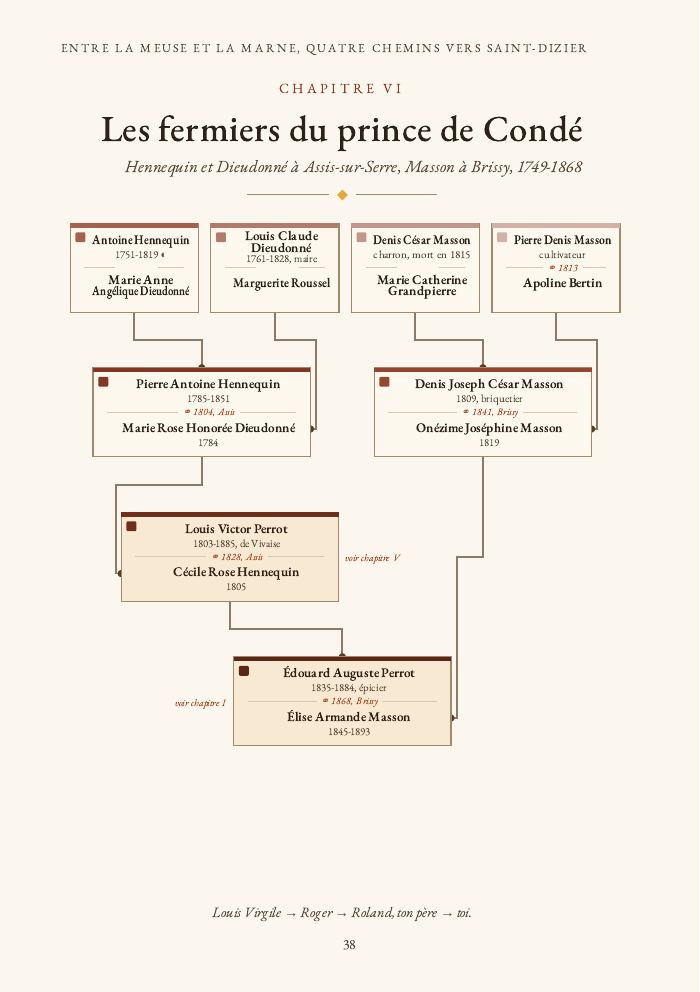 ENTRE LA MEUSE ET LA MARNE, QUATRE CHEMINS VERS SAINT-DIZIER
CHAPITRE VI
Les fermiers du prince de Condé
Hennequin et Dieudonné à Assis-sur-Serre, Masson à Brissy, 1749-1868
Antoine Hennequin
1751-1819
Marie Anne
Angélique Dieudonné
Louis Claude
Dieudonné
1761-1828, maire
Marguerite Roussel
Denis César Masson
charron, mort en 1815
Marie Catherine
Grandpierre
Pierre Denis Masson
cultivateur
⚭ 1813
Apoline Bertin
Pierre Antoine Hennequin
1785-1851
⚭ 1804, Assis
Marie Rose Honorée Dieudonné
1784
Denis Joseph César Masson
1809, briquetier
⚭ 1841, Brissy
Onézime Joséphine Masson
1819
Louis Victor Perrot
1803-1885, de Vivaise
⚭ 1828, Assis
Cécile Rose Hennequin
1805
voir chapitre V
Édouard Auguste Perrot
1835-1884, épicier
⚭ 1868, Brissy
Élise Armande Masson
1845-1893
voir chapitre I
Louis Virgile → Roger → Roland, ton père → toi.
38